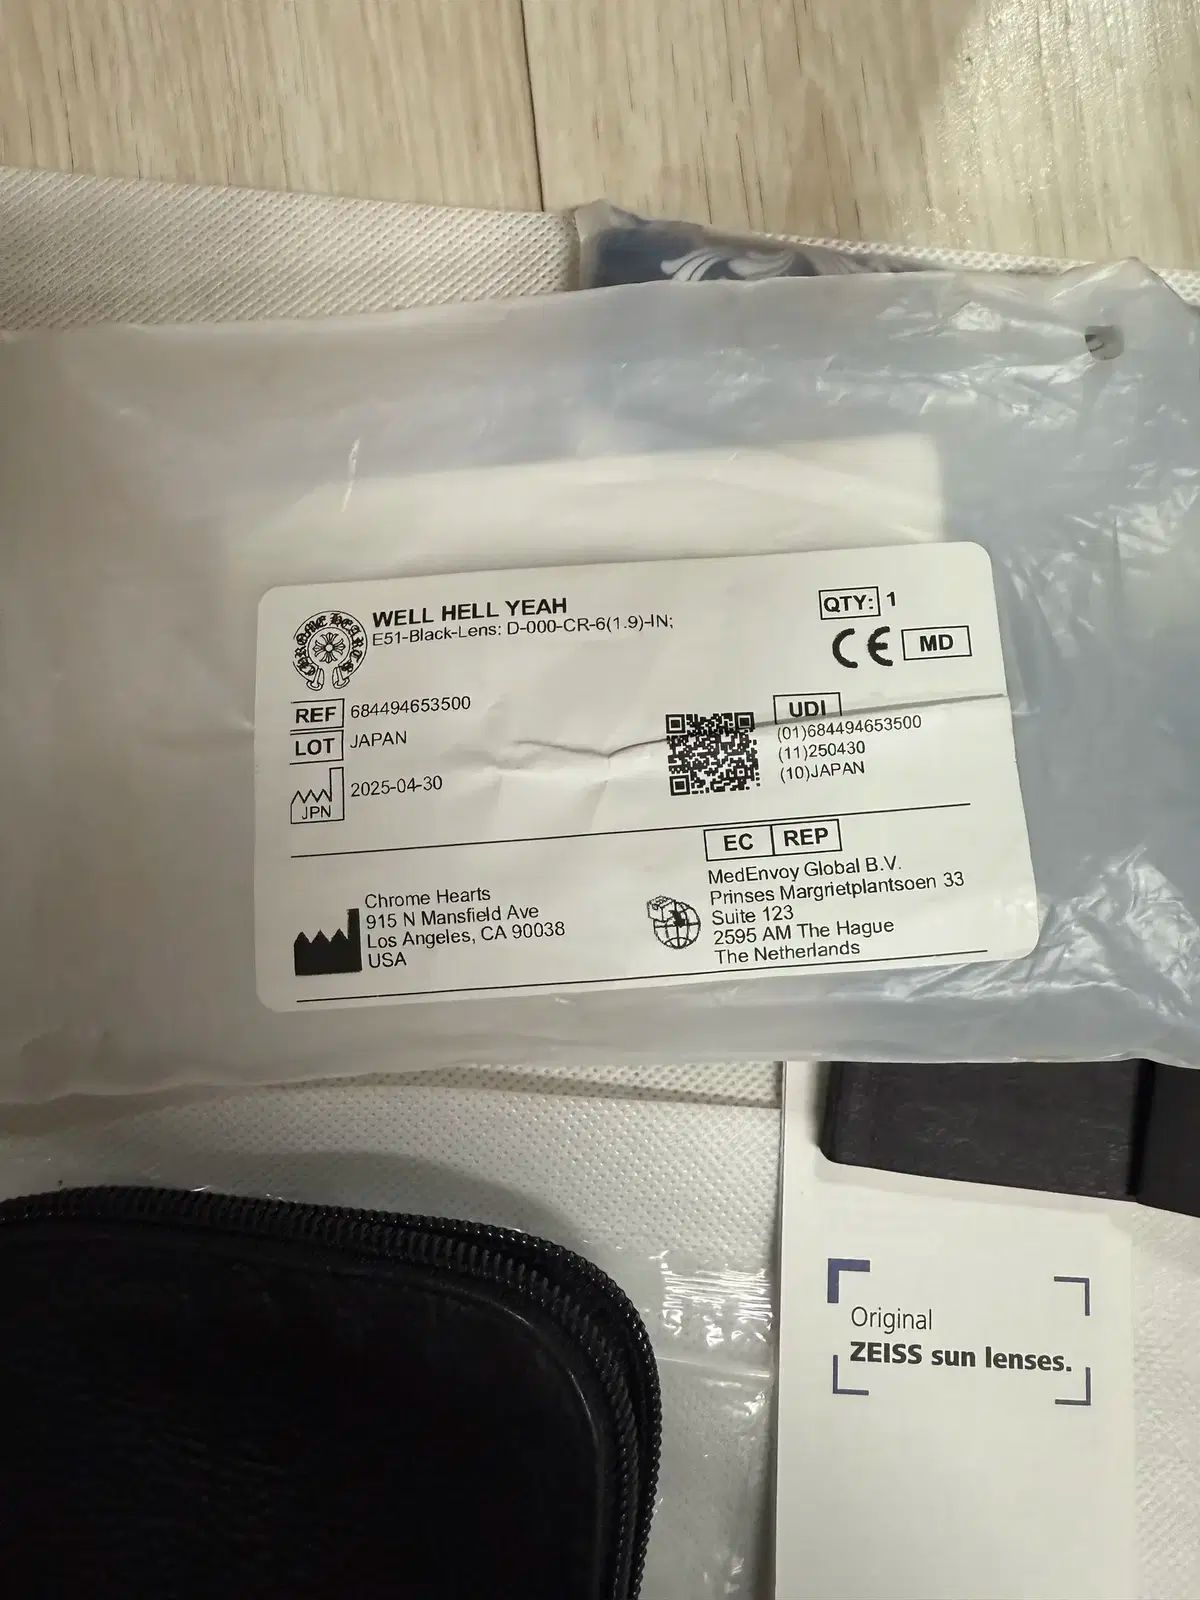 CHROME HEARTS
WELL HELL YEAH
E51-Black-Lens: D-000-CR-6(1.9)-IN;
QTY: 1
CE MD
REF 684494653500
LOT JAPAN
JPN 2025-04-30
UDI
(01)684494653500
(11)250430
(10)JAPAN
Chrome Hearts
915 N Mansfield Ave
Los Angeles, CA 90038
USA
EC REP
MedEnvoy Global B.V.
Prinses Margrietplantsoen 33
Suite 123
2595 AM The Hague
The Netherlands
Original
ZEISS sun lenses.